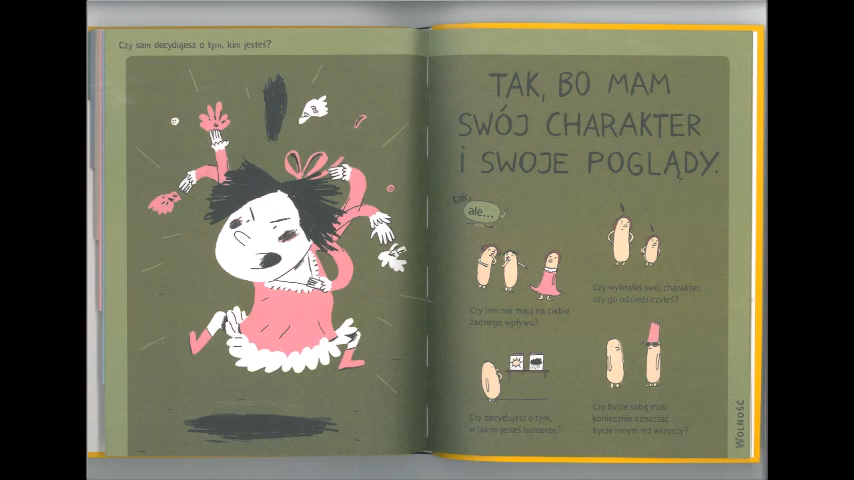 Czy sam decydujesz o tym, kim jesteś?
TAK, BO MAM
SWÓJ CHARAKTER
i SWOJE POGLĄDY.
tak,
ale...
Czy inni nie mają na ciebie
żadnego wpływu?
Czy wybrałeś swój charakter,
czy go odziedziczyłeś?
Czy decydujesz o tym,
w jakim jesteś humorze?
Czy bycie sobą musi
koniecznie oznaczać
bycie innym niż wszyscy?
WOLNOŚĆ